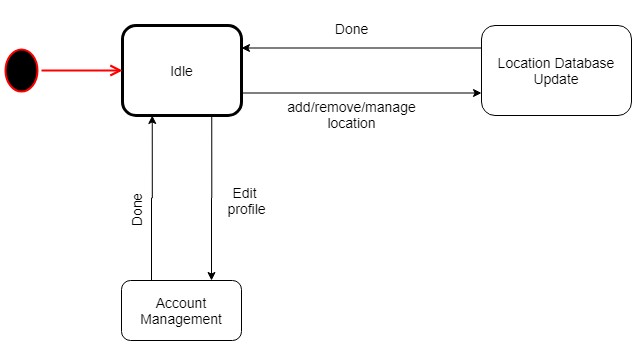 Done
Idle
Location Database
Update
add/remove/manage
location
Done
Edit
profile
Account
Management